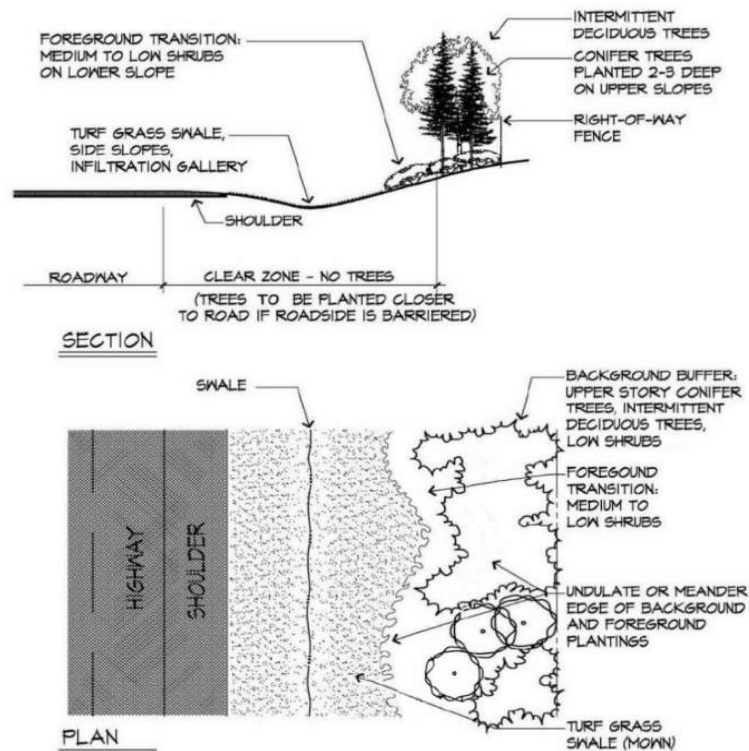 FOREGROUND TRANSITION:
MEDIUM TO LOW SHRUBS
ON LOWER SLOPE
INTERMITTENT
DECIDUOUS TREES
CONIFER TREES
PLANTED 2-3 DEEP
ON UPPER SLOPES
RIGHT-OF-WAY
FENCE
TURF GRASS SWALE,
SIDE SLOPES,
INFILTRATION GALLERY
SHOULDER
ROADWAY
CLEAR ZONE - NO TREES
(TREES TO BE PLANTED CLOSER
TO ROAD IF ROADSIDE IS BARRIERED)
SECTION
SWALE
BACKGROUND BUFFER:
UPPER STORY CONIFER
TREES, INTERMITTENT
DECIDUOUS TREES,
LOW SHRUBS
FOREGOUND
TRANSITION:
MEDIUM TO
LOW SHRUBS
HIGHWAY
SHOULDER
UNDULATE OR MEANDER
EDGE OF BACKGROUND
AND FOREGROUND
PLANTINGS
TURF GRASS
SWALE (MOWN)
PLAN